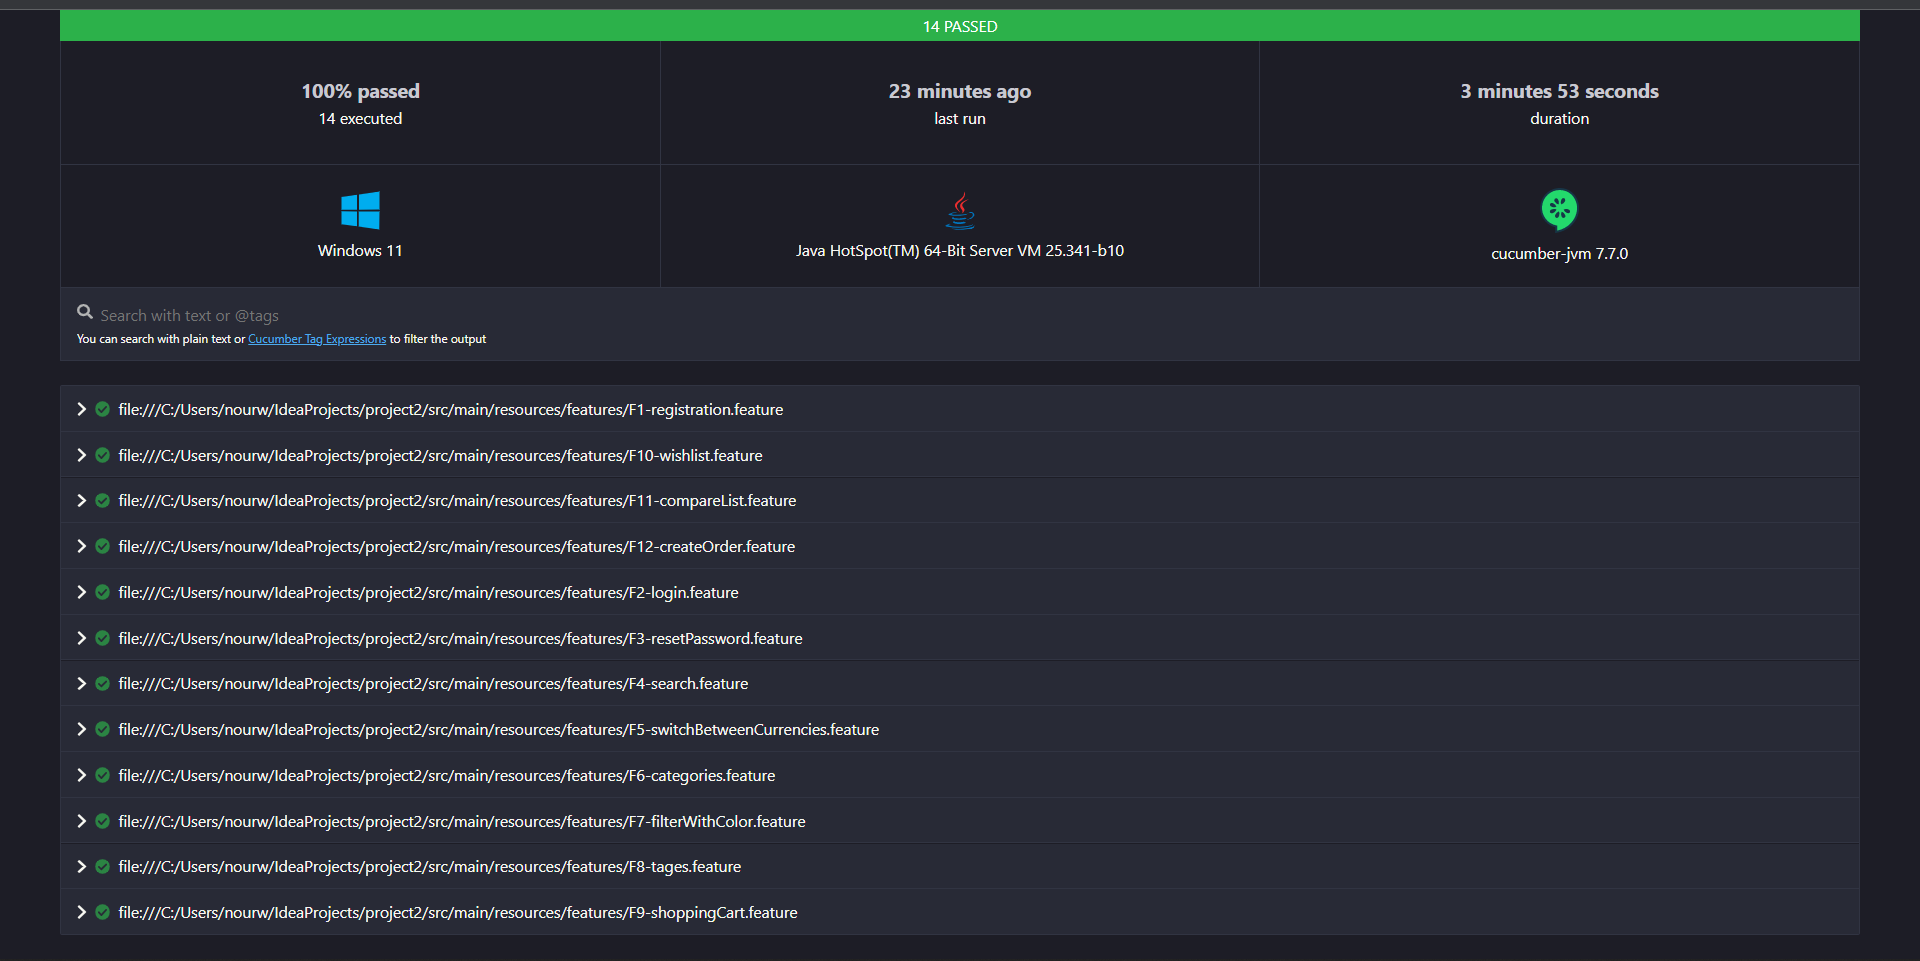 14 PASSED
100% passed
14 executed
23 minutes ago
last run
3 minutes 53 seconds
duration
Windows 11
Java HotSpot(TM) 64-Bit Server VM 25.341-b10
cucumber-jvm 7.7.0
Search with text or @tags
You can search with plain text or Cucumber Tag Expressions to filter the output
file:///C:/Users/nourw/IdeaProjects/project2/src/main/resources/features/F1-registration.feature
file:///C:/Users/nourw/IdeaProjects/project2/src/main/resources/features/F10-wishlist.feature
file:///C:/Users/nourw/IdeaProjects/project2/src/main/resources/features/F11-compareList.feature
file:///C:/Users/nourw/IdeaProjects/project2/src/main/resources/features/F12-createOrder.feature
file:///C:/Users/nourw/IdeaProjects/project2/src/main/resources/features/F2-login.feature
file:///C:/Users/nourw/IdeaProjects/project2/src/main/resources/features/F3-resetPassword.feature
file:///C:/Users/nourw/IdeaProjects/project2/src/main/resources/features/F4-search.feature
file:///C:/Users/nourw/IdeaProjects/project2/src/main/resources/features/F5-switchBetweenCurrencies.feature
file:///C:/Users/nourw/IdeaProjects/project2/src/main/resources/features/F6-categories.feature
file:///C:/Users/nourw/IdeaProjects/project2/src/main/resources/features/F7-filterWithColor.feature
file:///C:/Users/nourw/IdeaProjects/project2/src/main/resources/features/F8-tages.feature
file:///C:/Users/nourw/IdeaProjects/project2/src/main/resources/features/F9-shoppingCart.feature